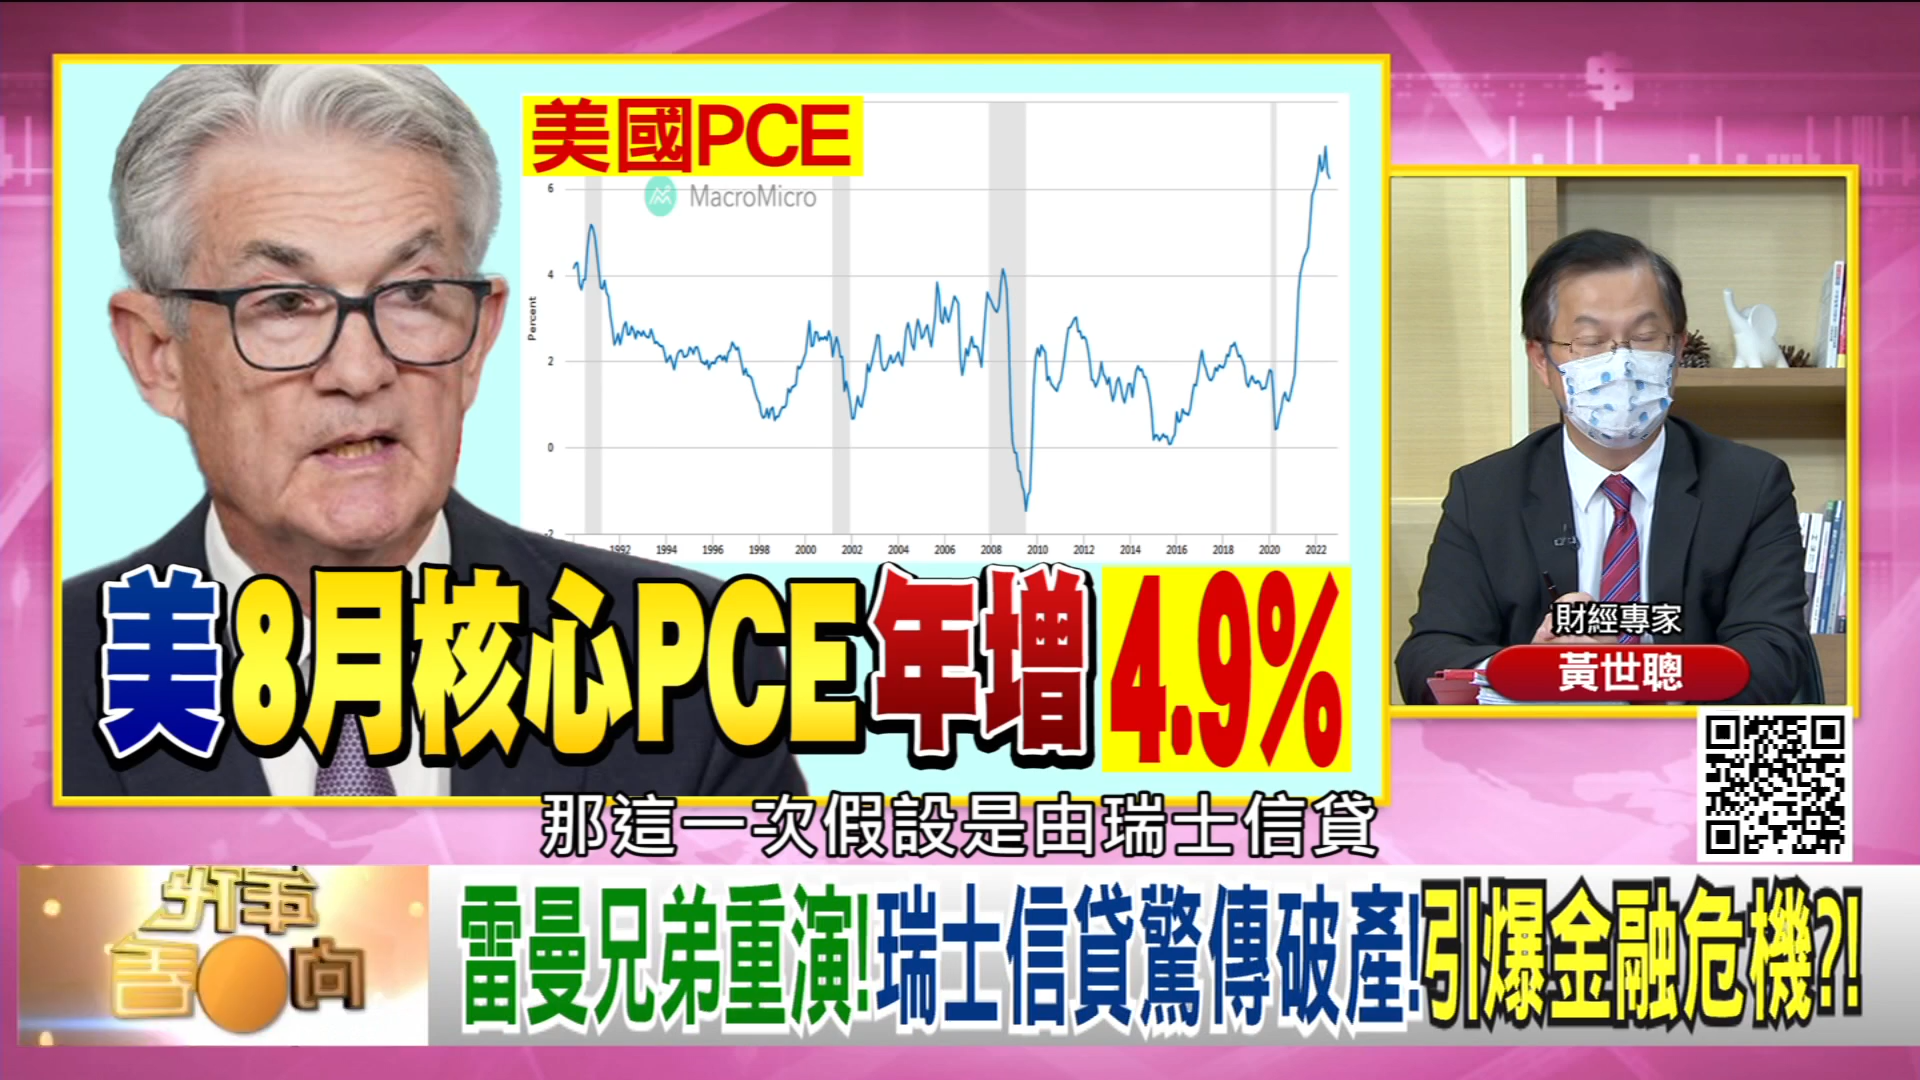 美國PCE
MacroMicro
6
4
2
0
-2
Percent
1992 1994 1996 1998 2000 2002 2004 2006 2008 2010 2012 2014 2016 2018 2020 2022
美8月核心PCE年增4.9%
財經專家
黃世聰
那這一次假設是由瑞士信貸
雷曼兄弟重演!瑞士信貸驚傳破產!引爆金融危機?!